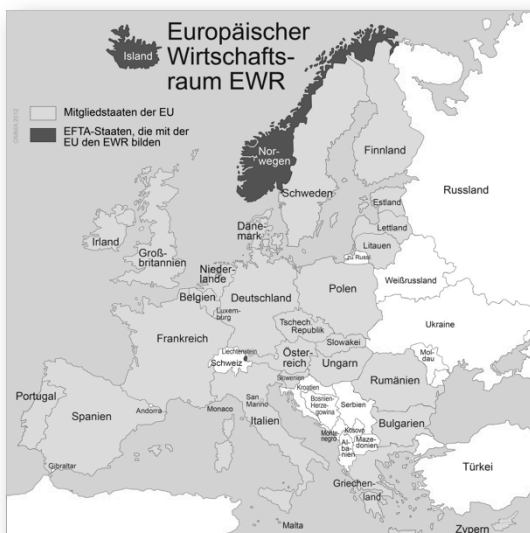 Island
Europäischer
Wirtschafts-
raum EWR
Mitgliedstaaten der EU
EFTA-Staaten, die mit der
EU den EWR bilden
Nor-
wegen
Finnland
Schweden
Russland
Estland
Lettland
Litauen
zu Russl.
Däne-
mark
Irland
Groß-
britannien
Nieder-
lande
Belgien
Luxem-
burg
Deutschland
Polen
Weißrussland
Ukraine
Tschech.
Republik
Slowakei
Mol-
dau
Frankreich
Liechtenstein
Schweiz
Öster-
reich
Ungarn
Rumänien
Slowenien
Kroatien
Bosnien-
Herze-
gowina
Serbien
Portugal
Spanien
Andorra
Monaco
San
Marino
Italien
Monte-
negro
Kosovo
Al-
ba-
nien
Maze-
donien
Bulgarien
Gibraltar
Griechen-
land
Türkei
Malta
Zypern